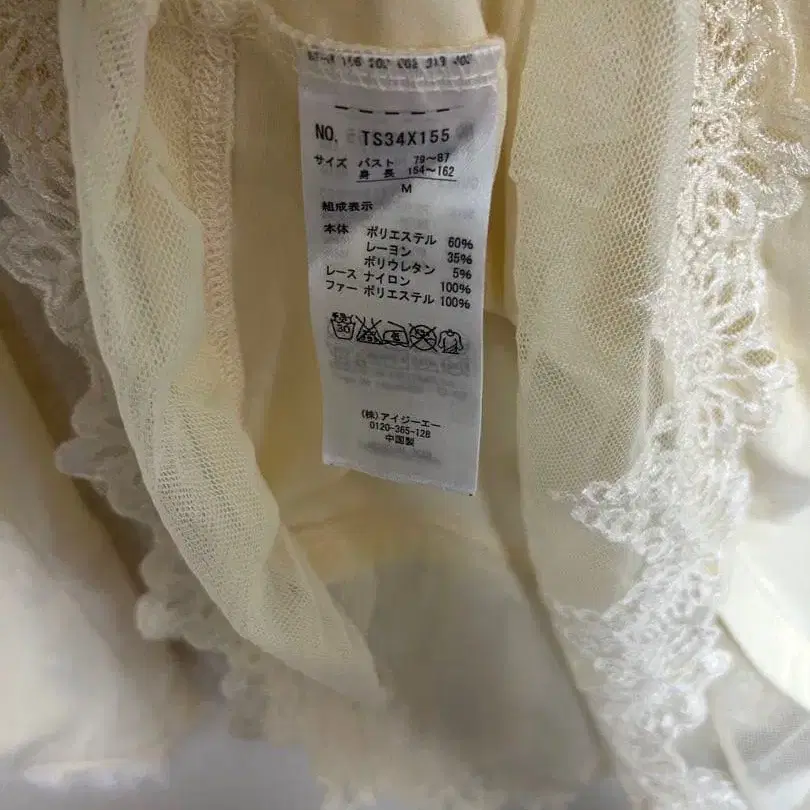 NO. TS34X155
サイズ バスト 79～87
身長 154～162
M
組成表示
本体 ポリエステル 60%
レーヨン 35%
ポリウレタン 5%
レース ナイロン 100%
ファー ポリエステル 100%
(株)アイジーエー
0120-365-128
中国製